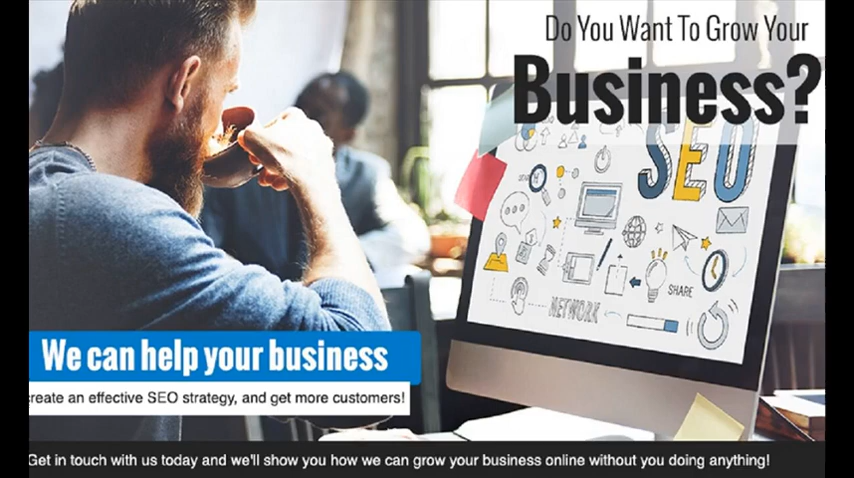 Do You Want To Grow Your
Business?
SEO
SHARE
NETWORK
We can help your business
create an effective SEO strategy, and get more customers!
Get in touch with us today and we'll show you how we can grow your business online without you doing anything!